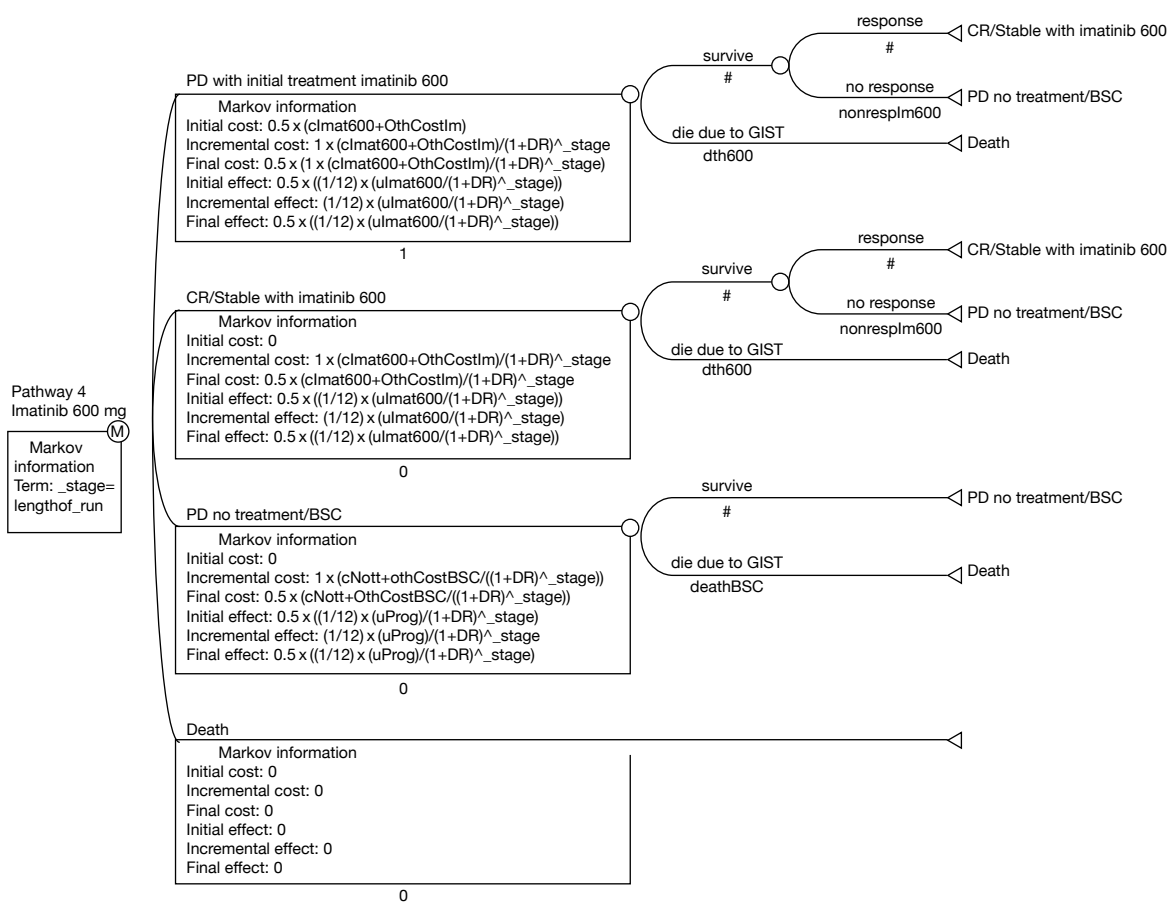 Pathway 4
Imatinib 600 mg
M
Markov
information
Term: _stage=
lengthof_run
PD with initial treatment imatinib 600
Markov information
Initial cost: 0.5 x (cImat600+OthCostIm)
Incremental cost: 1 x (cImat600+OthCostIm)/(1+DR)^_stage
Final cost: 0.5 x (1 x (cImat600+OthCostIm)/(1+DR)^_stage)
Initial effect: 0.5 x ((1/12) x (uImat600/(1+DR)^_stage))
Incremental effect: (1/12) x (uImat600/(1+DR)^_stage)
Final effect: 0.5 x ((1/12) x (uImat600/(1+DR)^_stage))
1
survive
#
response
#
CR/Stable with imatinib 600
no response
nonrespIm600
PD no treatment/BSC
die due to GIST
dth600
Death
CR/Stable with imatinib 600
Markov information
Initial cost: 0
Incremental cost: 1 x (cImat600+OthCostIm)/(1+DR)^_stage
Final cost: 0.5 x (cImat600+OthCostIm)/(1+DR)^_stage
Initial effect: 0.5 x ((1/12) x (uImat600/(1+DR)^_stage))
Incremental effect: (1/12) x (uImat600/(1+DR)^_stage)
Final effect: 0.5 x ((1/12) x (uImat600/(1+DR)^_stage))
0
survive
#
response
#
CR/Stable with imatinib 600
no response
nonrespIm600
PD no treatment/BSC
die due to GIST
dth600
Death
PD no treatment/BSC
Markov information
Initial cost: 0
Incremental cost: 1 x (cNott+othCostBSC/((1+DR)^_stage))
Final cost: 0.5 x (cNott+OthCostBSC/((1+DR)^_stage))
Initial effect: 0.5 x ((1/12) x (uProg)/(1+DR)^_stage)
Incremental effect: (1/12) x (uProg)/(1+DR)^_stage
Final effect: 0.5 x ((1/12) x (uProg)/(1+DR)^_stage)
0
survive
#
PD no treatment/BSC
die due to GIST
deathBSC
Death
Death
Markov information
Initial cost: 0
Incremental cost: 0
Final cost: 0
Initial effect: 0
Incremental effect: 0
Final effect: 0
0